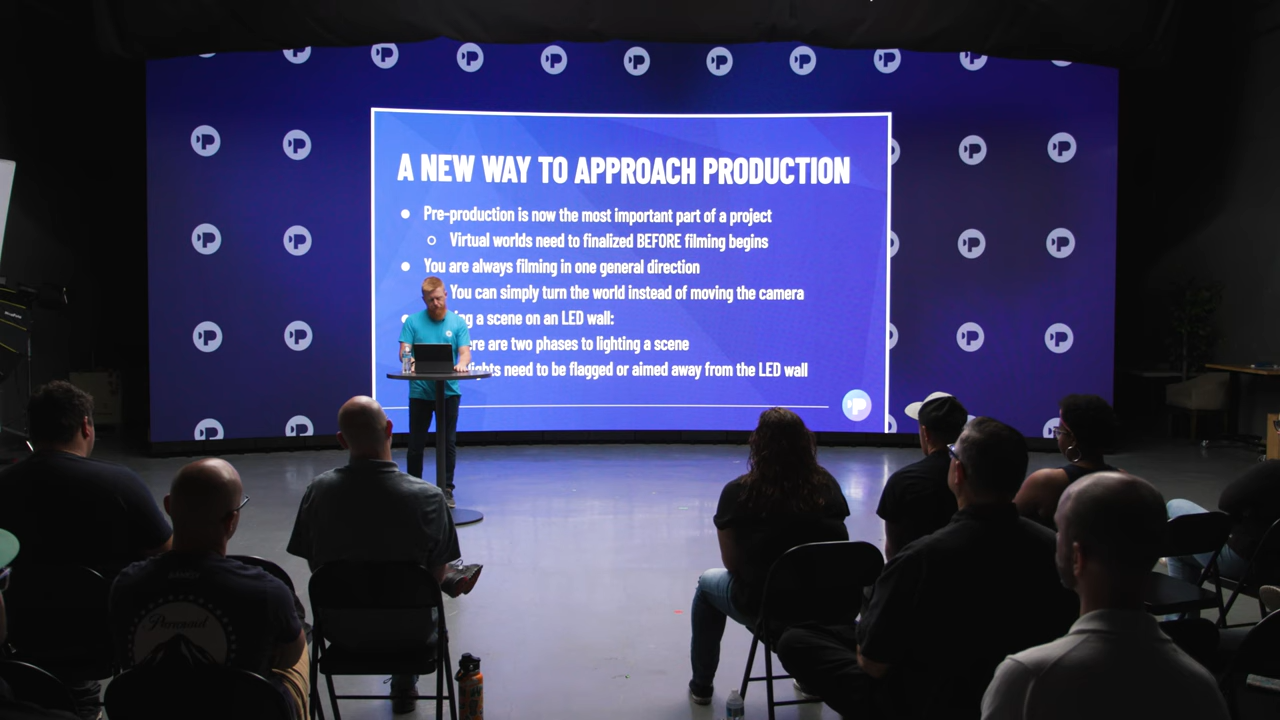 A NEW WAY TO APPROACH PRODUCTION
Pre-production is now the most important part of a project
Virtual worlds need to finalized BEFORE filming begins
You are always filming in one general direction
You can simply turn the world instead of moving the camera
a scene on an LED wall:
are two phases to lighting a scene
need to be flagged or aimed away from the LED wall
Paramount